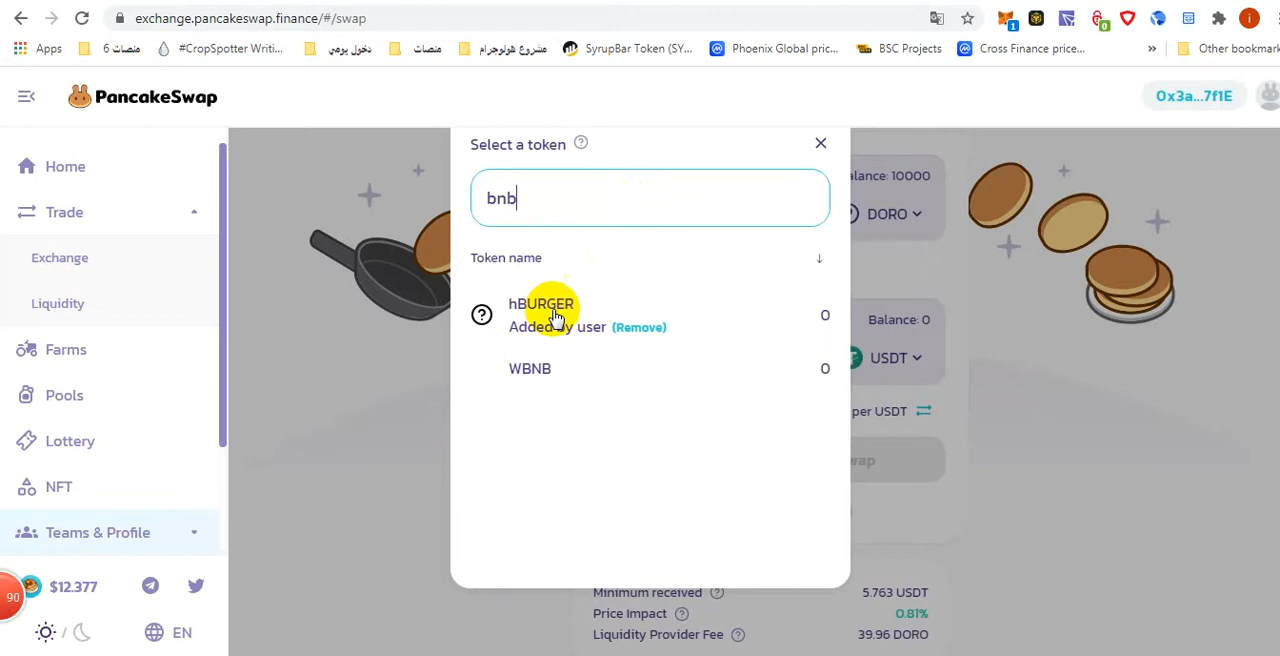 exchange.pancakeswap.finance/#/swap
1
0
i
Apps
منصات 6
#CropSpotter Writi...
دخول يومي
منصات
مشروع هولوجرام
SyrupBar Token (SY...
Phoenix Global pric...
BSC Projects
Cross Finance price...
»
Other bookmark
PancakeSwap
0x3a...7f1E
Home
Trade
Exchange
Liquidity
Farms
Pools
Lottery
NFT
Teams & Profile
90
$12.377
/
EN
Select a token ?
bnb
Token name ↓
hBURGER 0
Added by user (Remove)
WBNB 0
alance: 10000
DORO
Balance: 0
USDT
per USDT
wap
Minimum received ? 5.763 USDT
Price Impact ? 0.81%
Liquidity Provider Fee ? 39.96 DORO